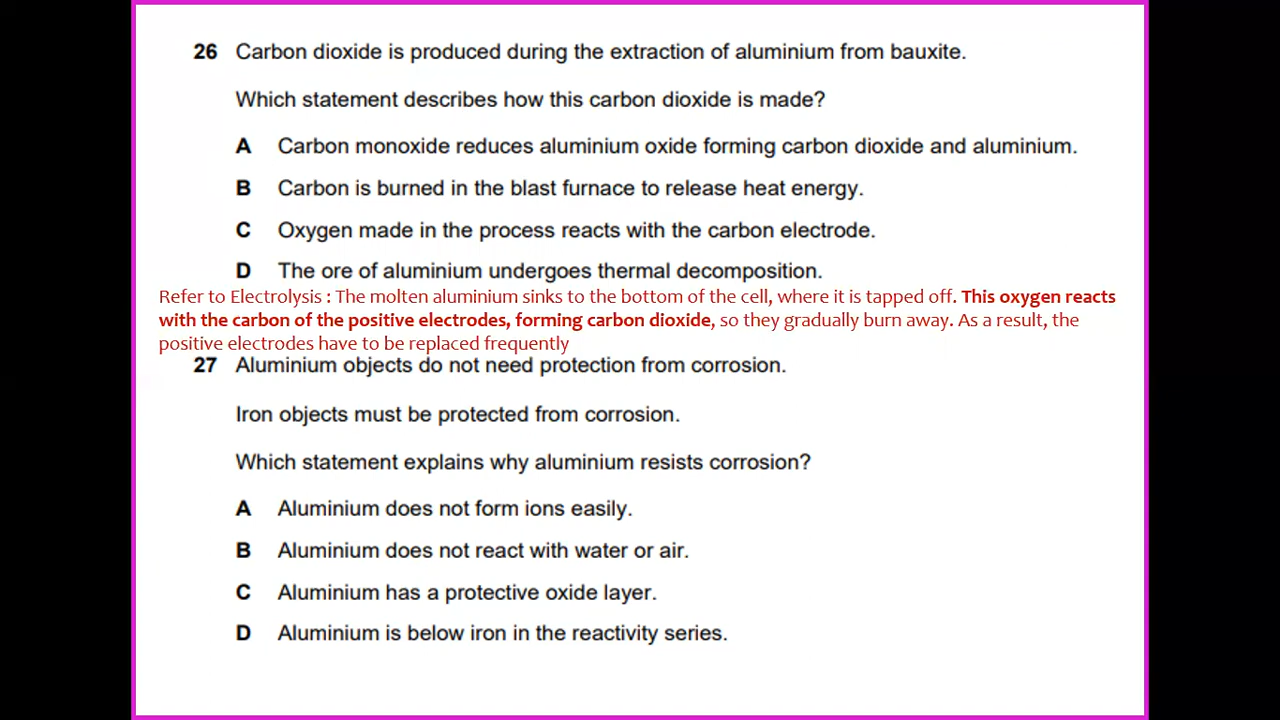 26 Carbon dioxide is produced during the extraction of aluminium from bauxite.
Which statement describes how this carbon dioxide is made?
A Carbon monoxide reduces aluminium oxide forming carbon dioxide and aluminium.
B Carbon is burned in the blast furnace to release heat energy.
C Oxygen made in the process reacts with the carbon electrode.
D The ore of aluminium undergoes thermal decomposition.
Refer to Electrolysis : The molten aluminium sinks to the bottom of the cell, where it is tapped off. This oxygen reacts
with the carbon of the positive electrodes, forming carbon dioxide, so they gradually burn away. As a result, the
positive electrodes have to be replaced frequently
27 Aluminium objects do not need protection from corrosion.
Iron objects must be protected from corrosion.
Which statement explains why aluminium resists corrosion?
A Aluminium does not form ions easily.
B Aluminium does not react with water or air.
C Aluminium has a protective oxide layer.
D Aluminium is below iron in the reactivity series.